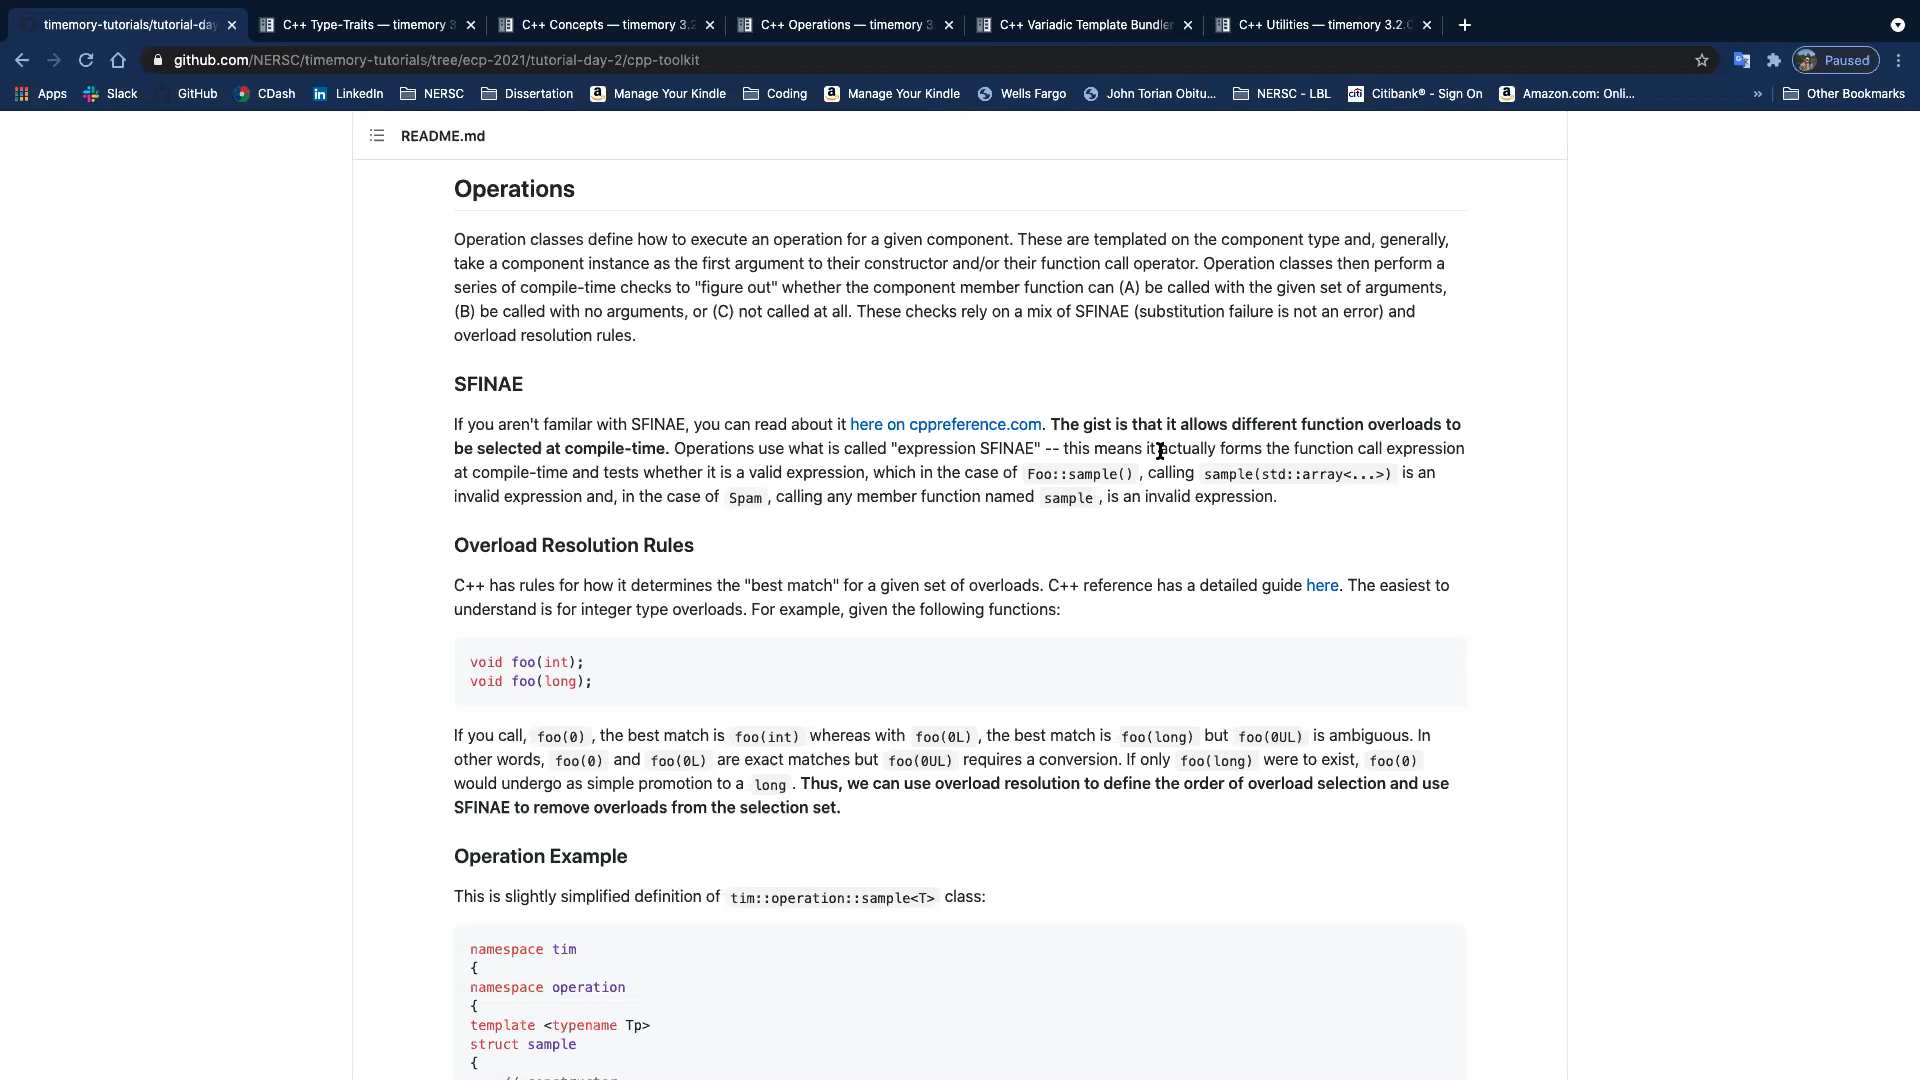 timemory-tutorials/tutorial-day
C++ Type-Traits — timemory 3
C++ Concepts — timemory 3.2
C++ Operations — timemory 3.
C++ Variadic Template Bundler
C++ Utilities — timemory 3.2.0
github.com/NERSC/timemory-tutorials/tree/ecp-2021/tutorial-day-2/cpp-toolkit
Paused
Apps Slack GitHub CDash LinkedIn NERSC Dissertation Manage Your Kindle Coding Manage Your Kindle Wells Fargo John Torian Obitu... NERSC - LBL citi Citibank® - Sign On Amazon.com: Onli... » Other Bookmarks
README.md
Operations
Operation classes define how to execute an operation for a given component. These are templated on the component type and, generally,
take a component instance as the first argument to their constructor and/or their function call operator. Operation classes then perform a
series of compile-time checks to "figure out" whether the component member function can (A) be called with the given set of arguments,
(B) be called with no arguments, or (C) not called at all. These checks rely on a mix of SFINAE (substitution failure is not an error) and
overload resolution rules.
SFINAE
If you aren't familar with SFINAE, you can read about it here on cppreference.com. The gist is that it allows different function overloads to
be selected at compile-time. Operations use what is called "expression SFINAE" -- this means it actually forms the function call expression
at compile-time and tests whether it is a valid expression, which in the case of Foo::sample() , calling sample(std::array<...>) is an
invalid expression and, in the case of Spam , calling any member function named sample , is an invalid expression.
Overload Resolution Rules
C++ has rules for how it determines the "best match" for a given set of overloads. C++ reference has a detailed guide here. The easiest to
understand is for integer type overloads. For example, given the following functions:
void foo(int);
void foo(long);
If you call, foo(0) , the best match is foo(int) whereas with foo(0L) , the best match is foo(long) but foo(0UL) is ambiguous. In
other words, foo(0) and foo(0L) are exact matches but foo(0UL) requires a conversion. If only foo(long) were to exist, foo(0)
would undergo as simple promotion to a long . Thus, we can use overload resolution to define the order of overload selection and use
SFINAE to remove overloads from the selection set.
Operation Example
This is slightly simplified definition of tim::operation::sample<T> class:
namespace tim
{
namespace operation
{
template <typename Tp>
struct sample
{